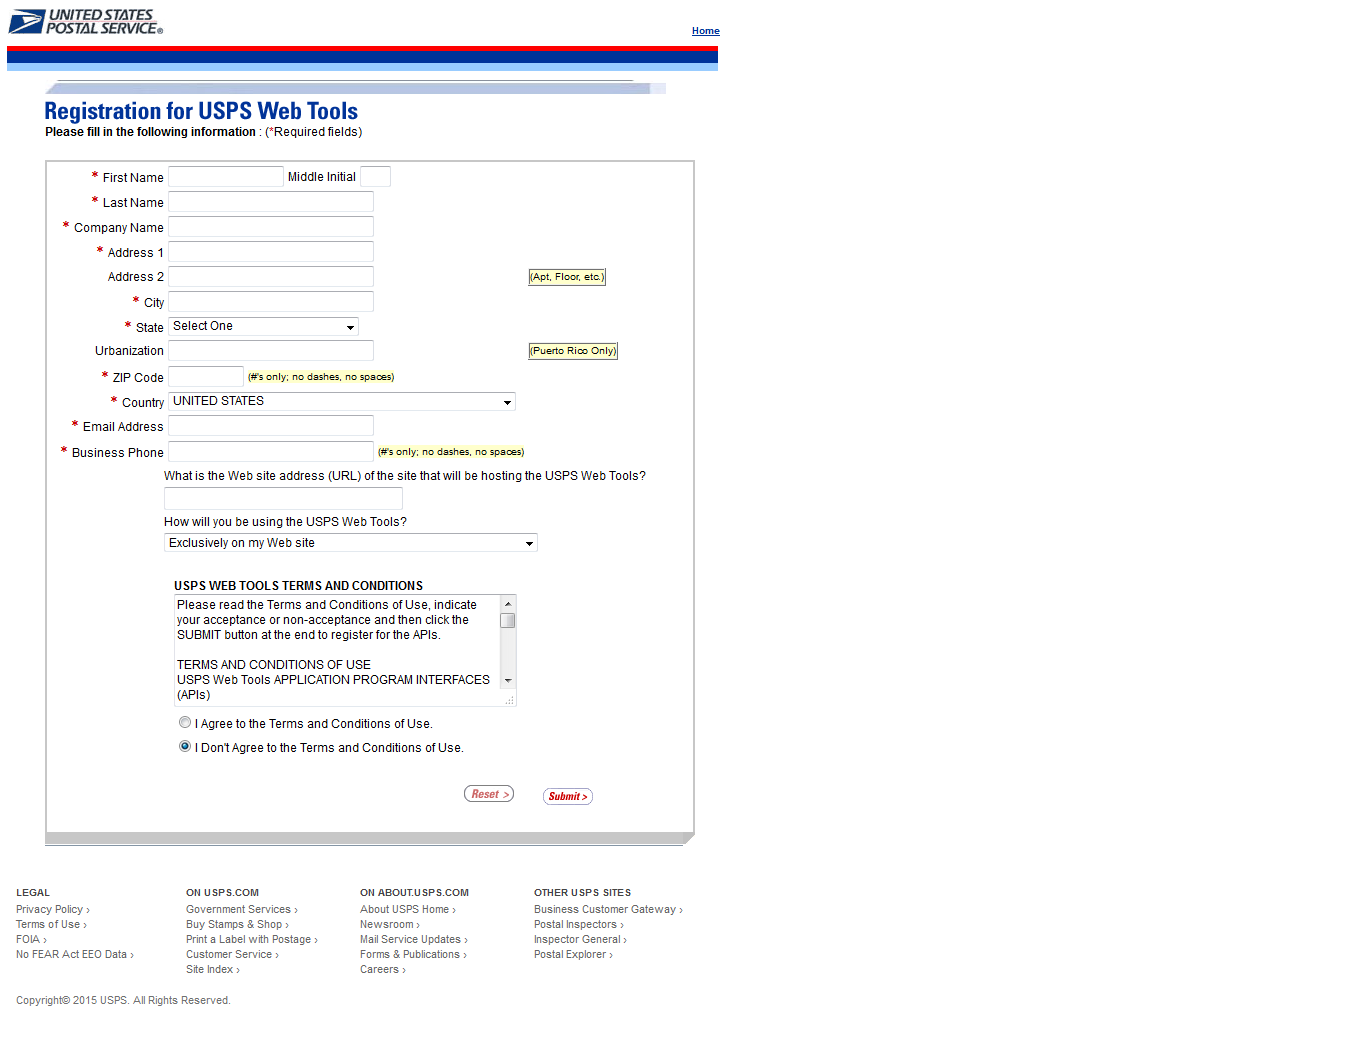 UNITED STATES
POSTAL SERVICE®
Home
Registration for USPS Web Tools
Please fill in the following information : (*Required fields)
* First Name Middle Initial
* Last Name
* Company Name
* Address 1
Address 2 (Apt, Floor, etc.)
* City
* State Select One
Urbanization (Puerto Rico Only)
* ZIP Code (#'s only; no dashes, no spaces)
* Country UNITED STATES
* Email Address
* Business Phone (#'s only; no dashes, no spaces)
What is the Web site address (URL) of the site that will be hosting the USPS Web Tools?
How will you be using the USPS Web Tools?
Exclusively on my Web site
USPS WEB TOOLS TERMS AND CONDITIONS
Please read the Terms and Conditions of Use, indicate
your acceptance or non-acceptance and then click the
SUBMIT button at the end to register for the APIs.
TERMS AND CONDITIONS OF USE
USPS Web Tools APPLICATION PROGRAM INTERFACES
(APIs)
I Agree to the Terms and Conditions of Use.
I Don't Agree to the Terms and Conditions of Use.
Reset > Submit >
LEGAL
Privacy Policy ›
Terms of Use ›
FOIA ›
No FEAR Act EEO Data ›
ON USPS.COM
Government Services ›
Buy Stamps & Shop ›
Print a Label with Postage ›
Customer Service ›
Site Index ›
ON ABOUT.USPS.COM
About USPS Home ›
Newsroom ›
Mail Service Updates ›
Forms & Publications ›
Careers ›
OTHER USPS SITES
Business Customer Gateway ›
Postal Inspectors ›
Inspector General ›
Postal Explorer ›
Copyright© 2015 USPS. All Rights Reserved.